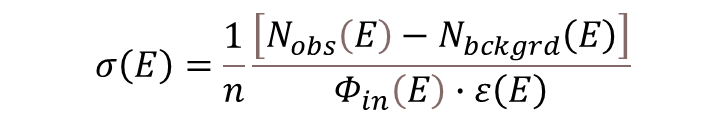 σ(E) = 1/n [N_obs(E) − N_bckgrd(E)] / Φ_in(E) · ε(E)